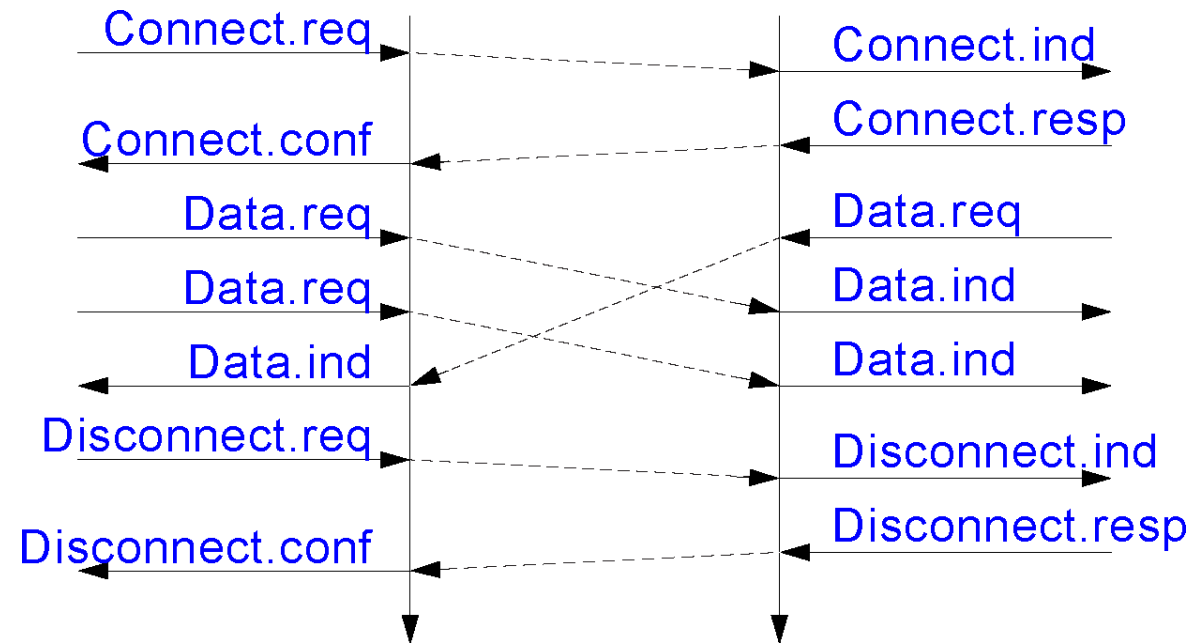 Connect.req
Connect.ind
Connect.resp
Connect.conf
Data.req
Data.req
Data.req
Data.ind
Data.ind
Data.ind
Disconnect.req
Disconnect.ind
Disconnect.resp
Disconnect.conf